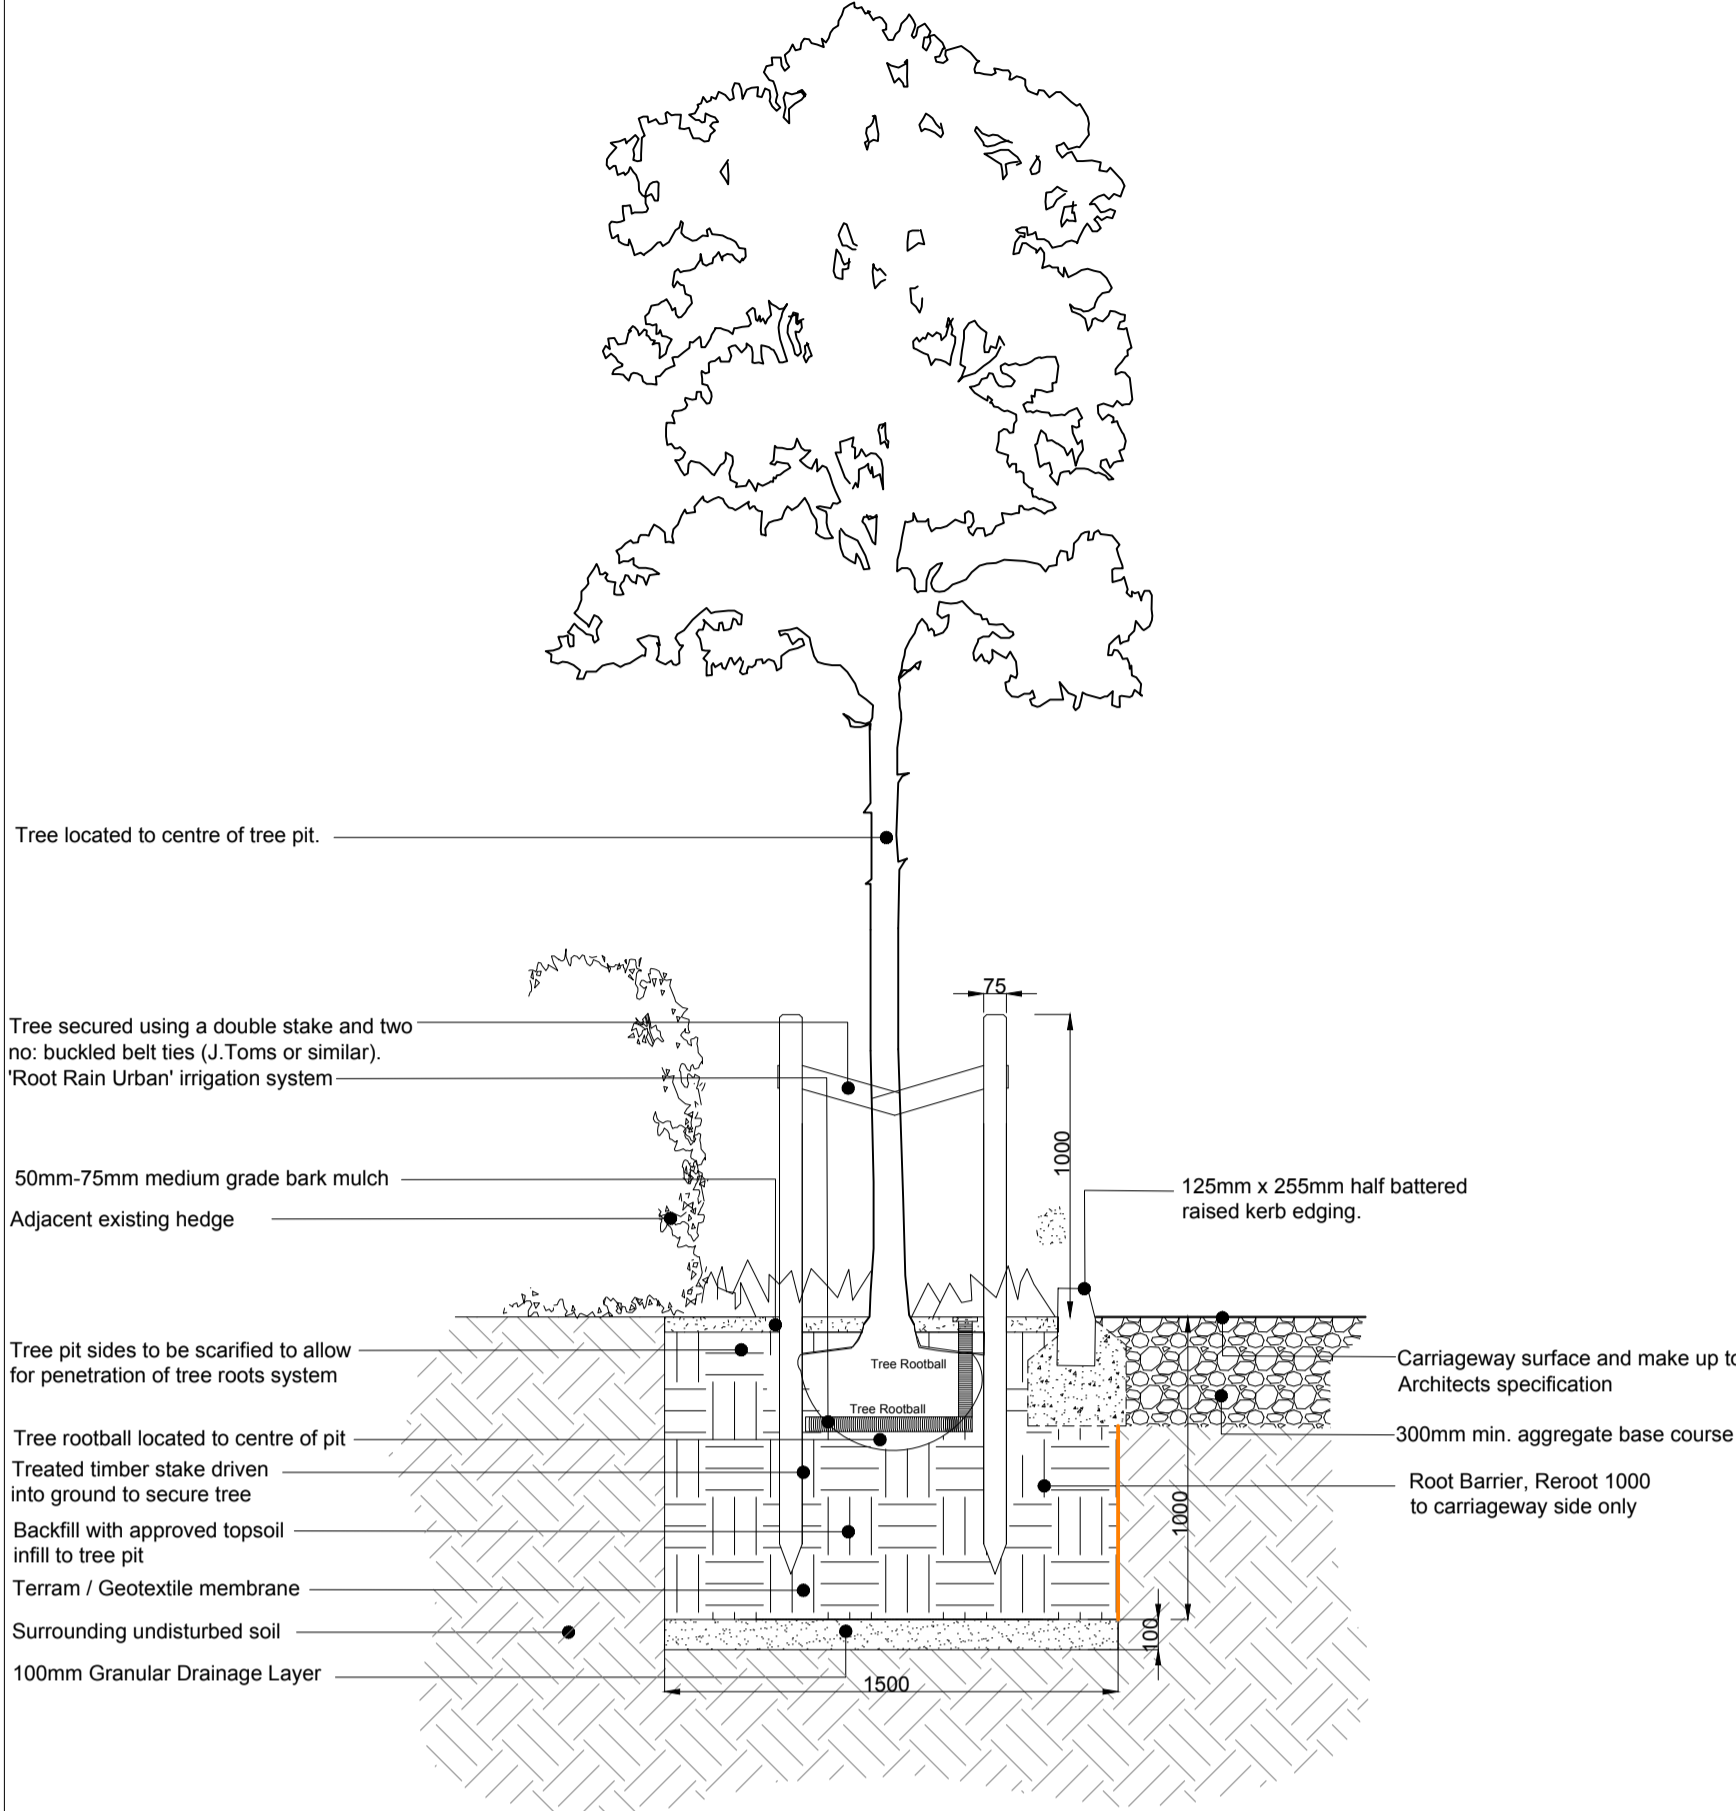 Tree located to centre of tree pit.
75
Tree secured using a double stake and two
no: buckled belt ties (J.Toms or similar).
'Root Rain Urban' irrigation system
1000
50mm-75mm medium grade bark mulch
Adjacent existing hedge
125mm x 255mm half battered
raised kerb edging.
Tree pit sides to be scarified to allow
for penetration of tree roots system
Tree Rootball
Tree Rootball
Carriageway surface and make up to
Architects specification
Tree rootball located to centre of pit
300mm min. aggregate base course
Treated timber stake driven
into ground to secure tree
Root Barrier, Reroot 1000
to carriageway side only
1000
Backfill with approved topsoil
infill to tree pit
Terram / Geotextile membrane
Surrounding undisturbed soil
100
100mm Granular Drainage Layer
1500